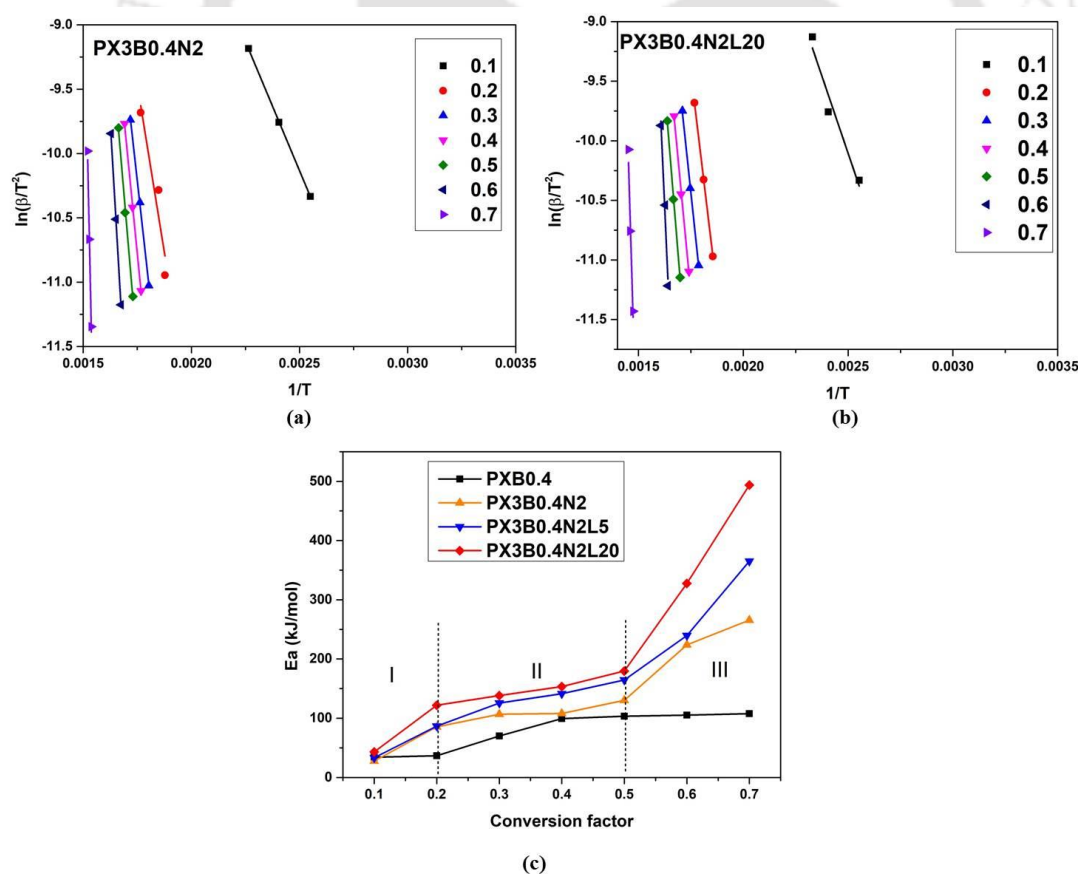 PX3B0.4N2
0.1
0.2
0.3
0.4
0.5
0.6
0.7
-9.0
-9.5
-10.0
-10.5
-11.0
-11.5
ln(β/T²)
0.0015
0.0020
0.0025
0.0030
0.0035
1/T
(a)
PX3B0.4N2L20
0.1
0.2
0.3
0.4
0.5
0.6
0.7
-9.0
-9.5
-10.0
-10.5
-11.0
-11.5
ln(β/T²)
0.0015
0.0020
0.0025
0.0030
0.0035
1/T
(b)
PXB0.4
PX3B0.4N2
PX3B0.4N2L5
PX3B0.4N2L20
500
400
300
200
100
0
Ea (kJ/mol)
I
II
III
0.1
0.2
0.3
0.4
0.5
0.6
0.7
Conversion factor
(c)